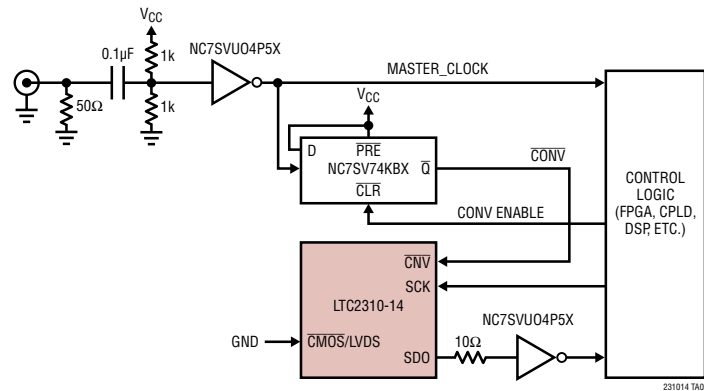 VCC
0.1µF
1k
NC7SVUO4P5X
MASTER_CLOCK
50Ω
1k
VCC
D
PRE
NC7SV74KBX
Q
CLR
CONV
CONV ENABLE
CONTROL
LOGIC
(FPGA, CPLD,
DSP, ETC.)
CNV
SCK
LTC2310-14
GND
CMOS/LVDS
SDO
10Ω
NC7SVUO4P5X
231014 TA0